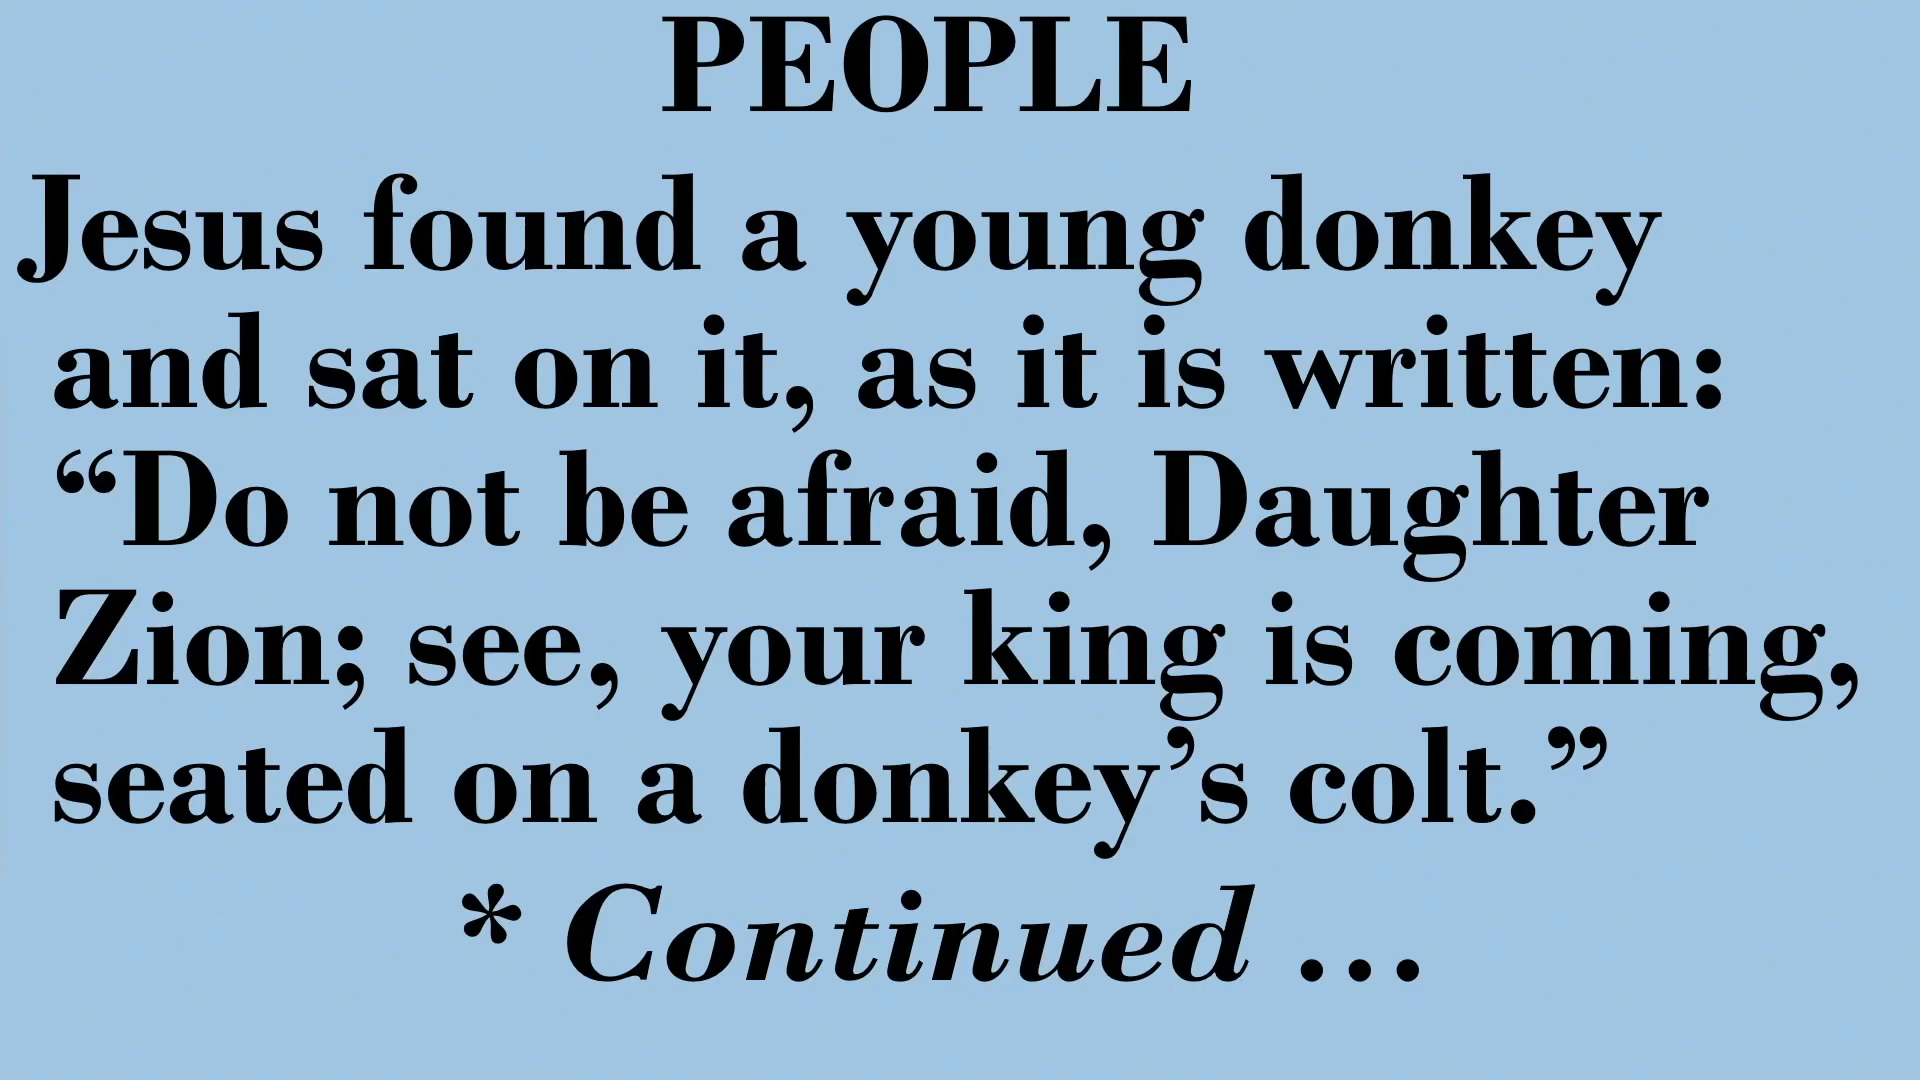 PEOPLE
Jesus found a young donkey
and sat on it, as it is written:
“Do not be afraid, Daughter
Zion; see, your king is coming,
seated on a donkey’s colt.”
* Continued …